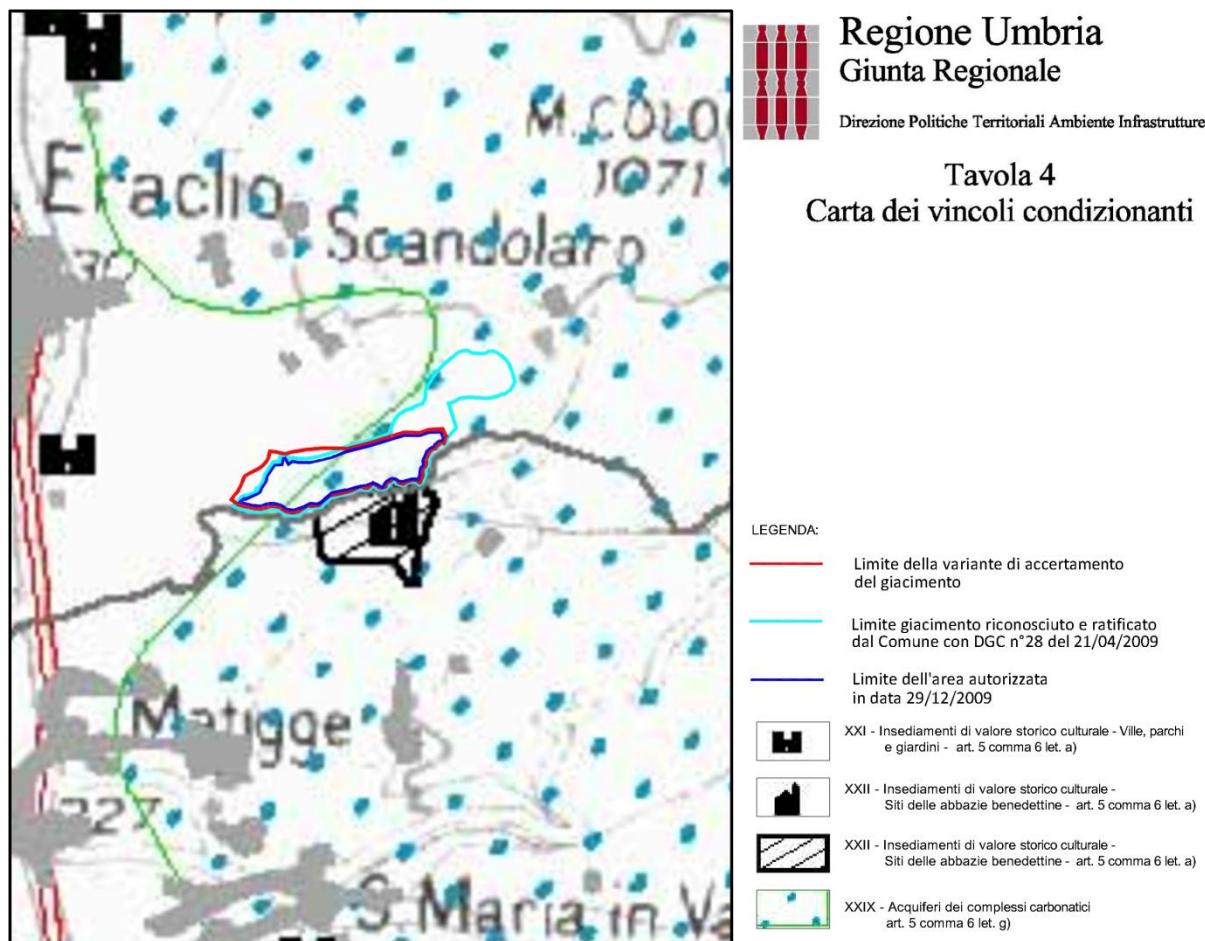 Regione Umbria
Giunta Regionale
Direzione Politiche Territoriali Ambiente Infrastrutture
Tavola 4
Carta dei vincoli condizionanti
M. COLO
1071
Eraclio
Scandolaro
Matigge
227
S. Maria in Va
LEGENDA:
Limite della variante di accertamento
del giacimento
Limite giacimento riconosciuto e ratificato
dal Comune con DGC n°28 del 21/04/2009
Limite dell'area autorizzata
in data 29/12/2009
XXI - Insediamenti di valore storico culturale - Ville, parchi
e giardini - art. 5 comma 6 let. a)
XXII - Insediamenti di valore storico culturale -
Siti delle abbazie benedettine - art. 5 comma 6 let. a)
XXII - Insediamenti di valore storico culturale -
Siti delle abbazie benedettine - art. 5 comma 6 let. a)
XXIX - Acquiferi dei complessi carbonatici
art. 5 comma 6 let. g)